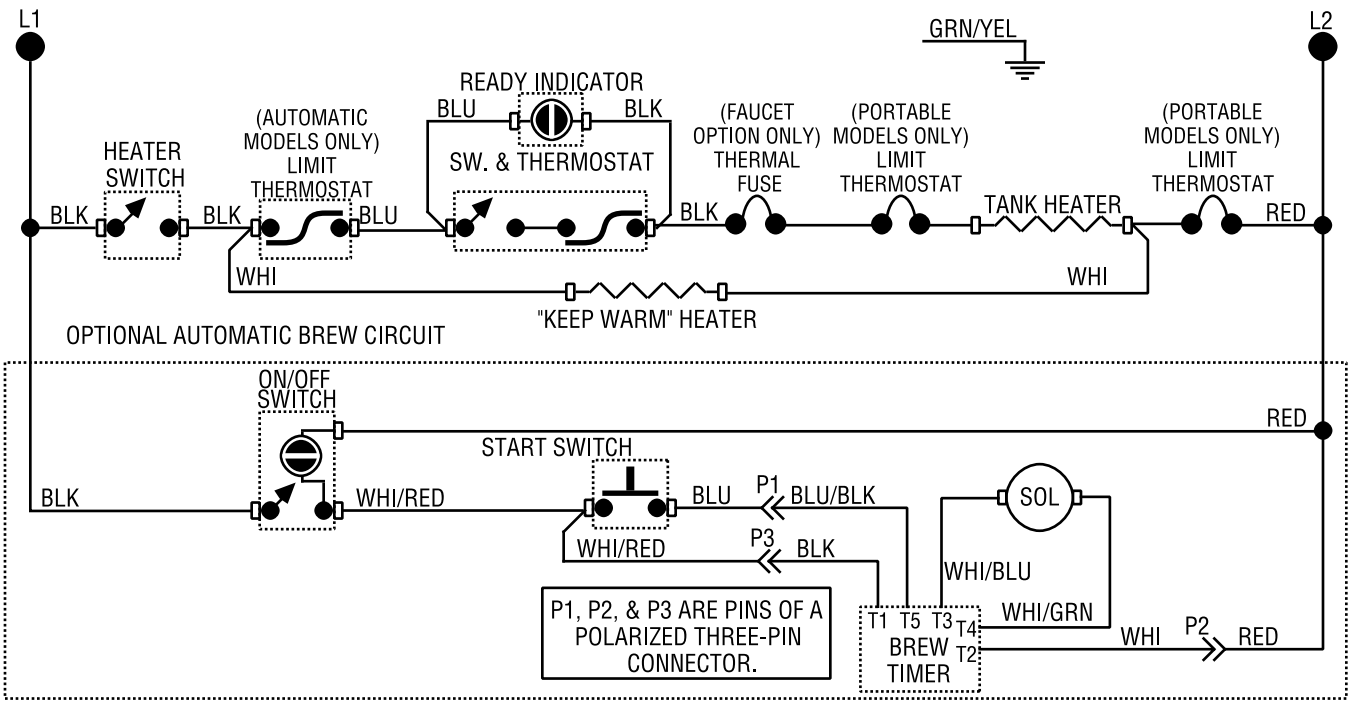 L1
GRN/YEL
L2
READY INDICATOR
BLU
BLK
(AUTOMATIC
MODELS ONLY)
LIMIT
THERMOSTAT
(FAUCET
OPTION ONLY)
THERMAL
FUSE
(PORTABLE
MODELS ONLY)
LIMIT
THERMOSTAT
(PORTABLE
MODELS ONLY)
LIMIT
THERMOSTAT
HEATER
SWITCH
SW. & THERMOSTAT
TANK HEATER
BLK
BLK
BLU
BLK
RED
WHI
WHI
"KEEP WARM" HEATER
OPTIONAL AUTOMATIC BREW CIRCUIT
ON/OFF
SWITCH
RED
START SWITCH
BLK
WHI/RED
BLU
P1
BLU/BLK
SOL
WHI/RED
P3
BLK
WHI/BLU
WHI/GRN
P1, P2, & P3 ARE PINS OF A
POLARIZED THREE-PIN
CONNECTOR.
T1 T5 T3 T4
BREW T2
TIMER
WHI
P2
RED